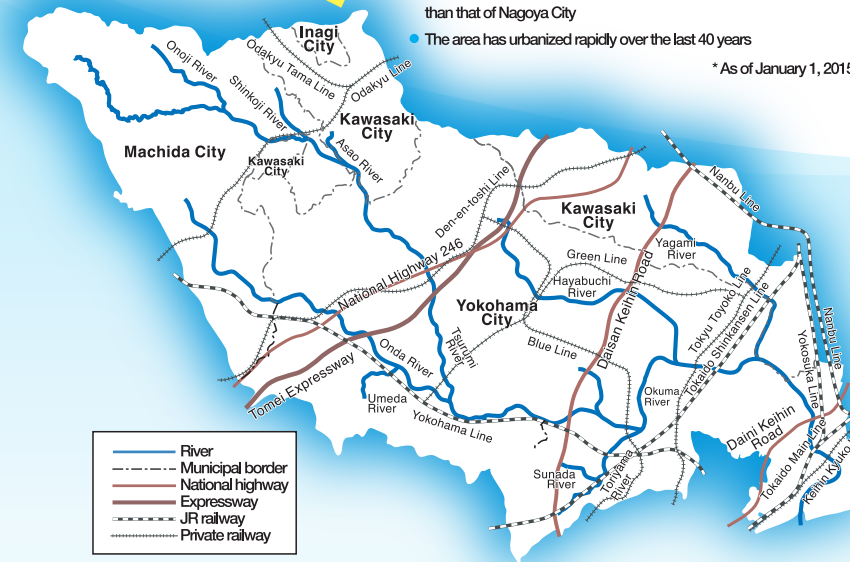 than that of Nagoya City
● The area has urbanized rapidly over the last 40 years
* As of January 1, 2015
Inagi
City
Onoji River
Odakyu Tama Line
Odakyu Line
Shinkoji River
Kawasaki
City
Machida City
Kawasaki
City
Asao River
Nanbu Line
Den-en-toshi Line
Kawasaki
City
Yagami
River
National Highway 246
Green Line
Hayabuchi
River
Daisan Keihin Road
Tokyu Toyoko Line
Tokaido Shinkansen Line
Yokohama
City
Nanbu Line
Yokosuka Line
Tsurumi
River
Blue Line
Onda River
Tomei Expressway
Umeda
River
Okuma
River
Yokohama Line
Daini Keihin
Road
Tokaido Main Line
Keihin Kyuko
Sunada
River
Toriyama
River
River
Municipal border
National highway
Expressway
JR railway
Private railway